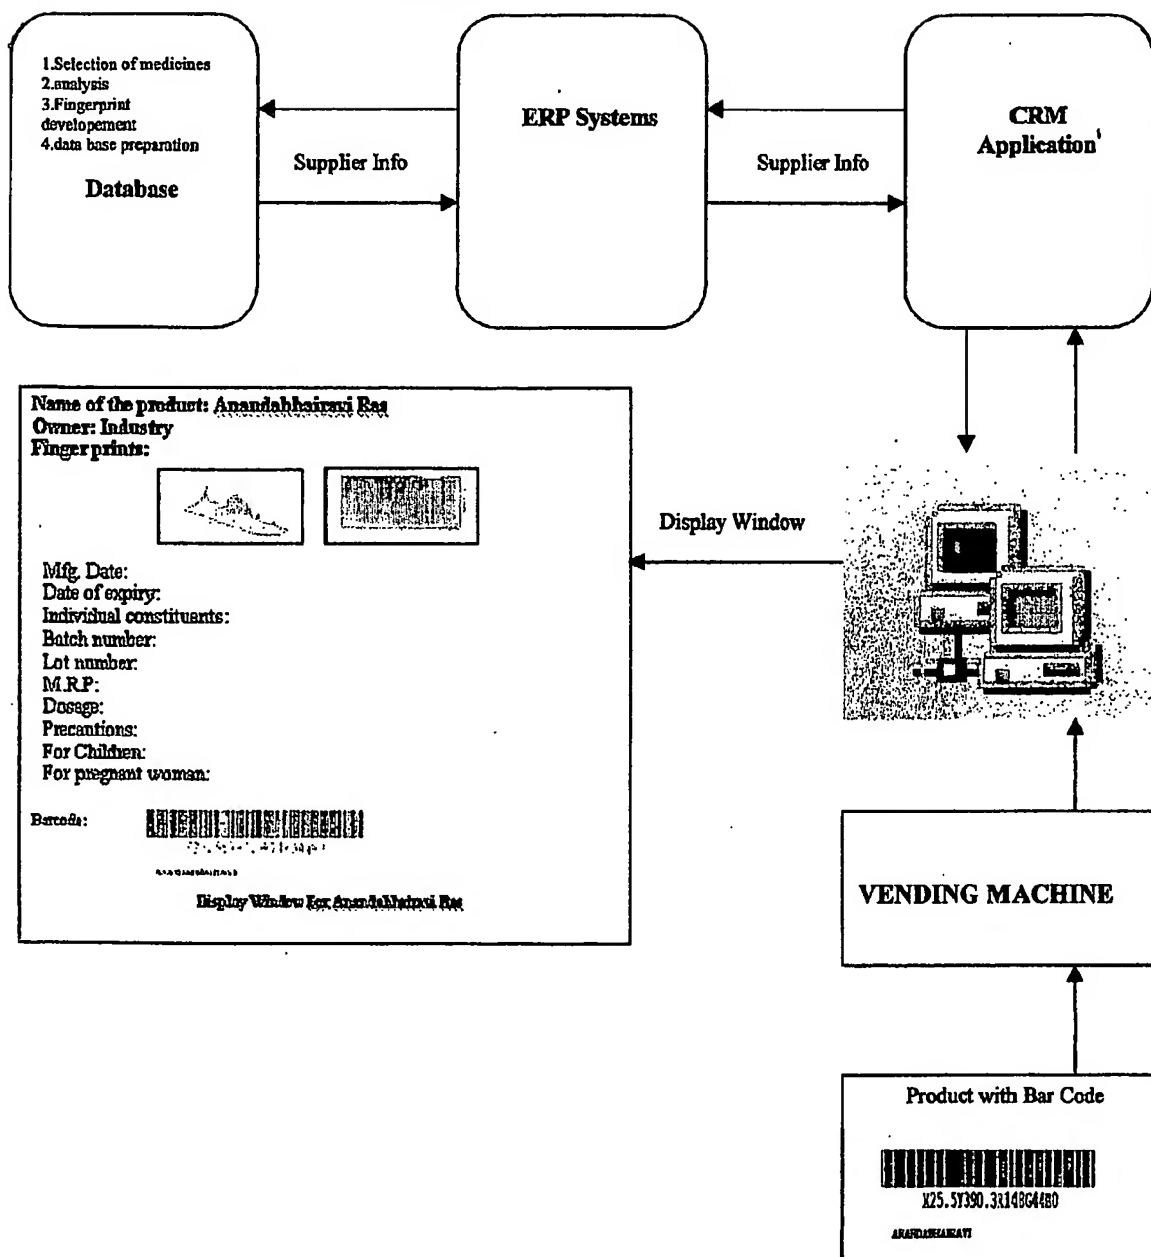 1.Selection of medicines
2.analysis
3.Fingerprint
developement
4.data base preparation
Database
Supplier Info
ERP Systems
Supplier Info
CRM
Application
Name of the product: Anandabhairavi Ras
Owner: Industry
Finger prints:
Mfg. Date:
Date of expiry:
Individual constituents:
Batch number:
Lot number:
M.R.P:
Dosage:
Precautions:
For Children:
For pregnant woman:
Barcode:
Display Window For Anandabhairavi Ras
Display Window
VENDING MACHINE
Product with Bar Code
X25.5Y390.3R148G44B0
ANANDABHAIRAVI